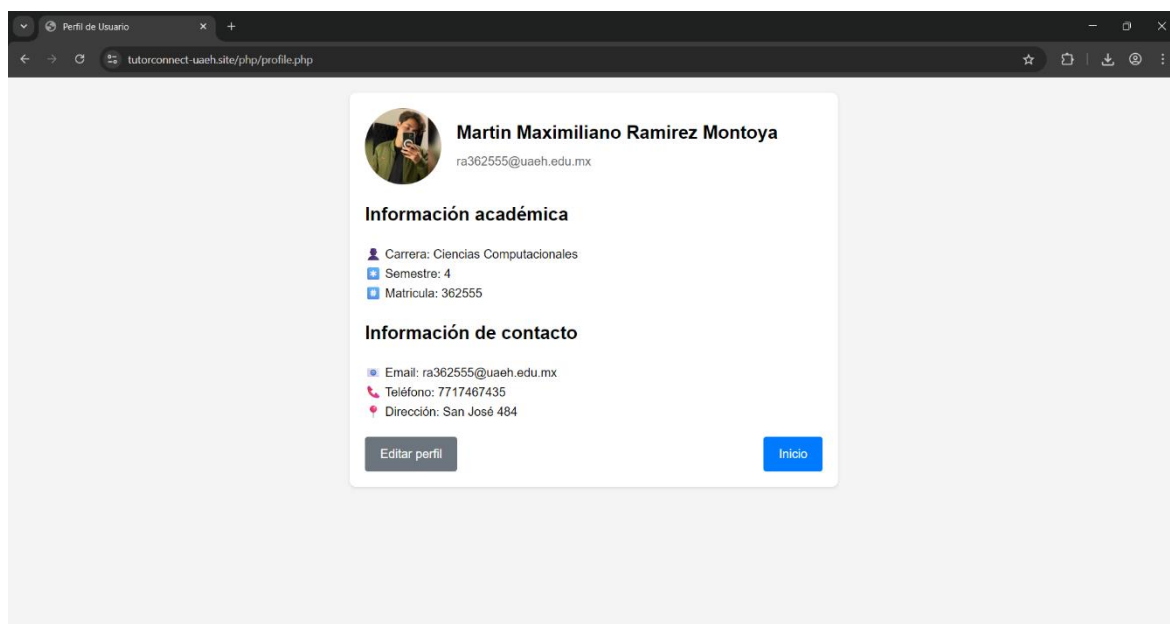 Perfil de Usuario
tutorconnect-uaeh.site/php/profile.php
Martin Maximiliano Ramirez Montoya
ra362555@uaeh.edu.mx
Información académica
Carrera: Ciencias Computacionales
Semestre: 4
Matricula: 362555
Información de contacto
Email: ra362555@uaeh.edu.mx
Teléfono: 7717467435
Dirección: San José 484
Editar perfil
Inicio